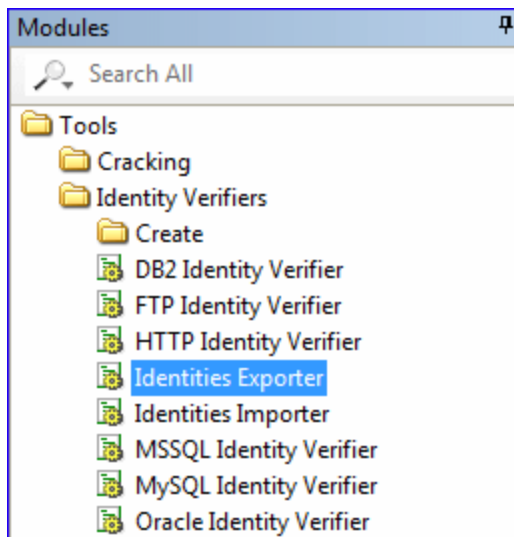 Modules
Search All
Tools
Cracking
Identity Verifiers
Create
DB2 Identity Verifier
FTP Identity Verifier
HTTP Identity Verifier
Identities Exporter
Identities Importer
MSSQL Identity Verifier
MySQL Identity Verifier
Oracle Identity Verifier